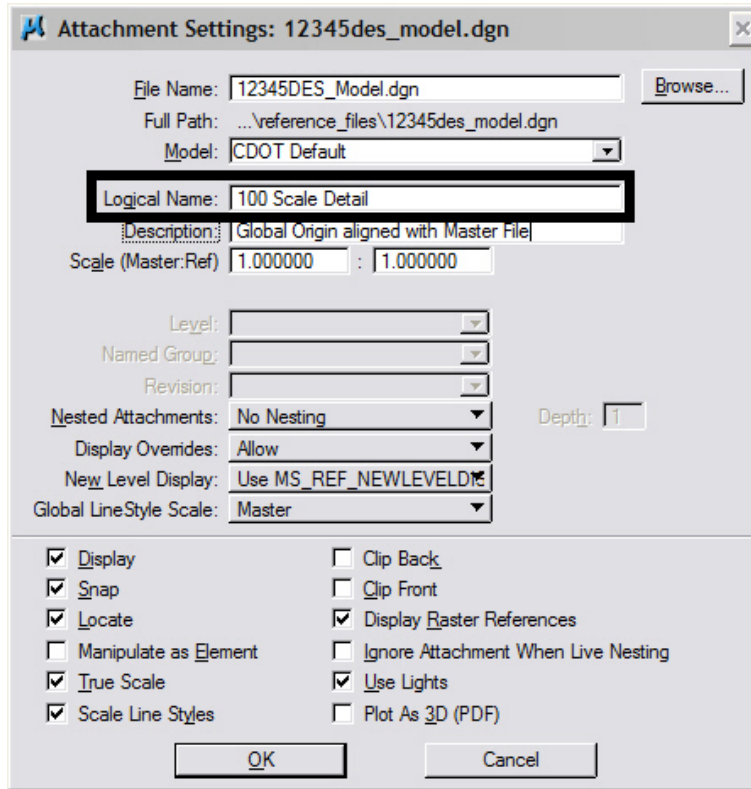 Attachment Settings: 12345des_model.dgn
File Name: 12345DES_Model.dgn Browse...
Full Path: ...\reference_files\12345des_model.dgn
Model: CDOT Default
Logical Name: 100 Scale Detail
Description: Global Origin aligned with Master File
Scale (Master:Ref) 1.000000 : 1.000000
Level:
Named Group:
Revision:
Nested Attachments: No Nesting Depth: 1
Display Overrides: Allow
New Level Display: Use MS_REF_NEWLEVELDIS
Global LineStyle Scale: Master
Display Clip Back
Snap Clip Front
Locate Display Raster References
Manipulate as Element Ignore Attachment When Live Nesting
True Scale Use Lights
Scale Line Styles Plot As 3D (PDF)
OK Cancel